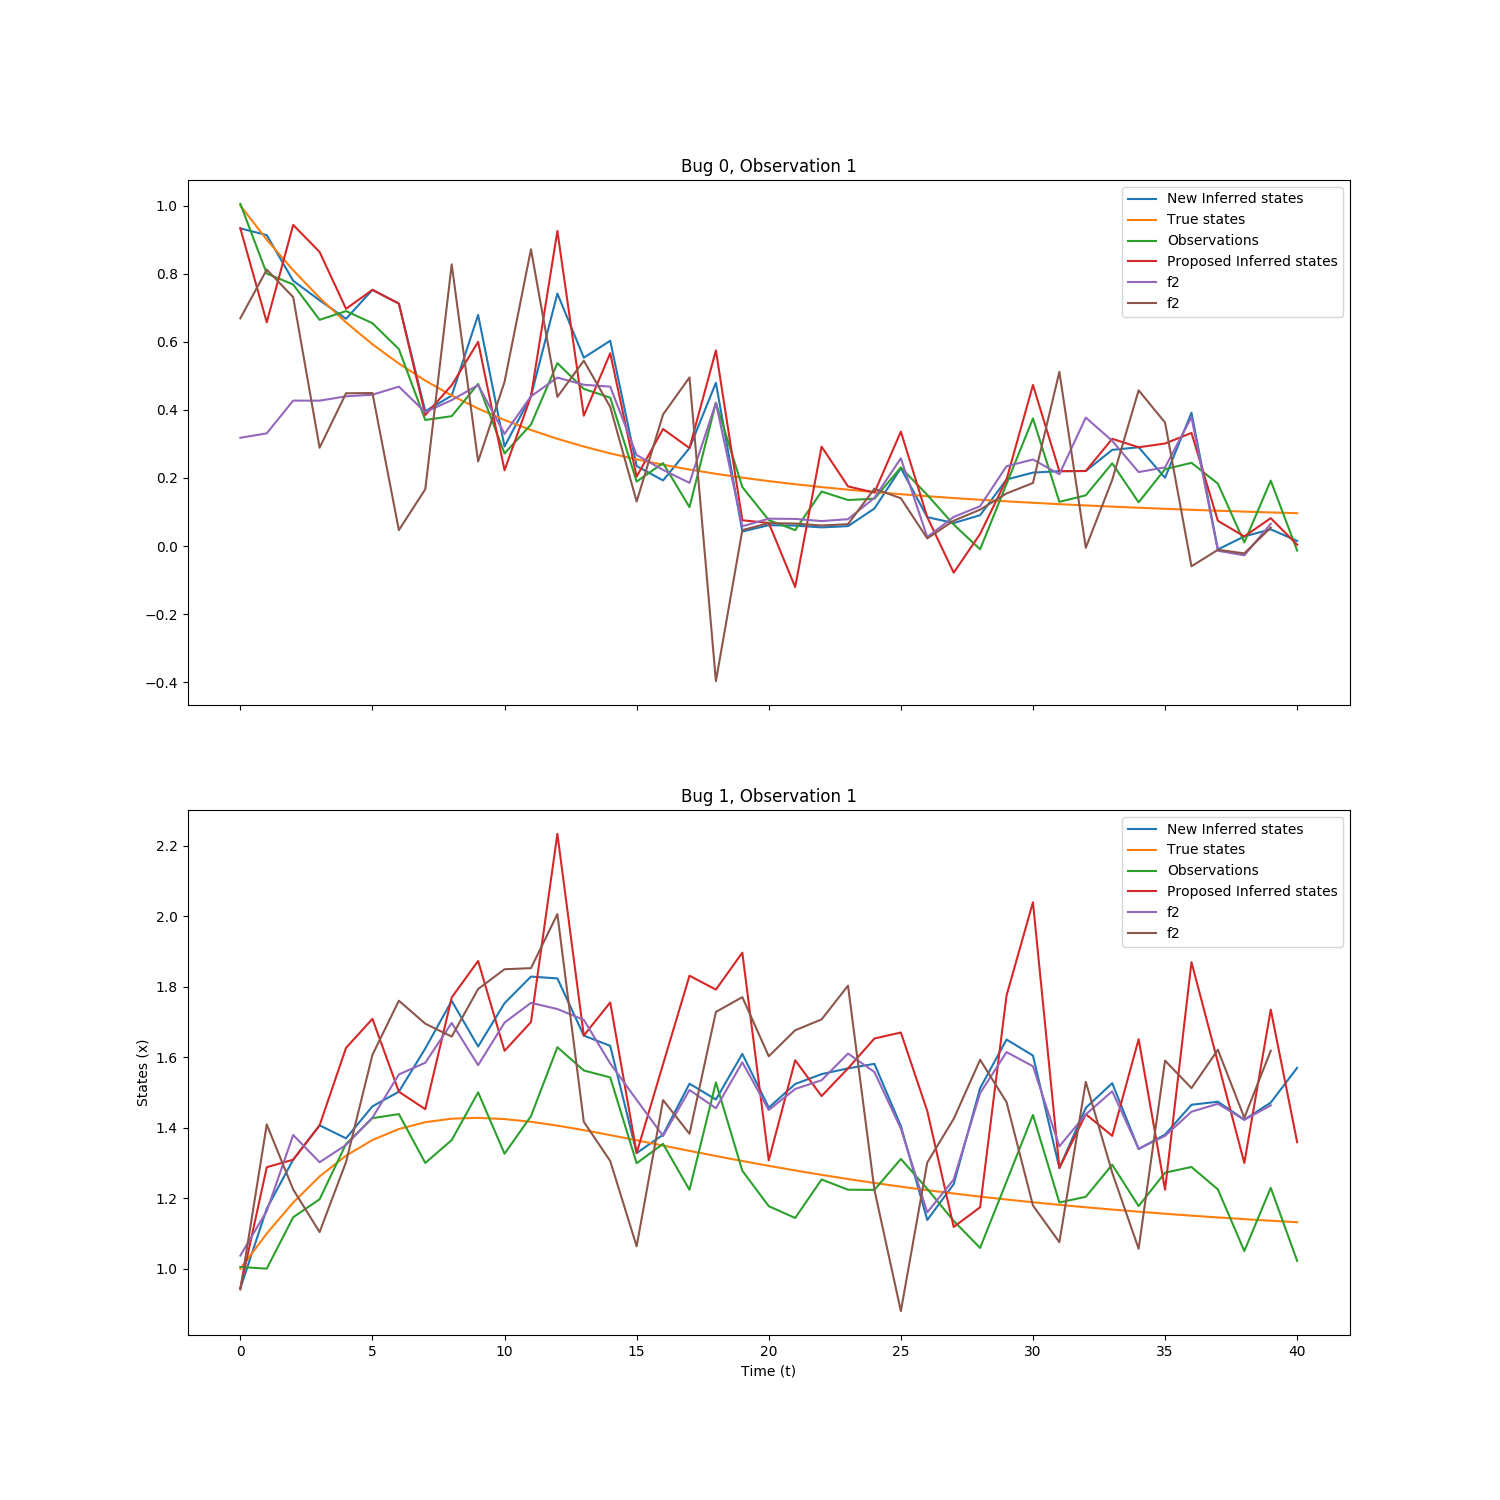 Bug 0, Observation 1
1.0
0.8
0.6
0.4
0.2
0.0
−0.2
−0.4
New Inferred states
True states
Observations
Proposed Inferred states
f2
f2
Bug 1, Observation 1
States (x)
2.2
2.0
1.8
1.6
1.4
1.2
1.0
New Inferred states
True states
Observations
Proposed Inferred states
f2
f2
0 5 10 15 20 25 30 35 40
Time (t)